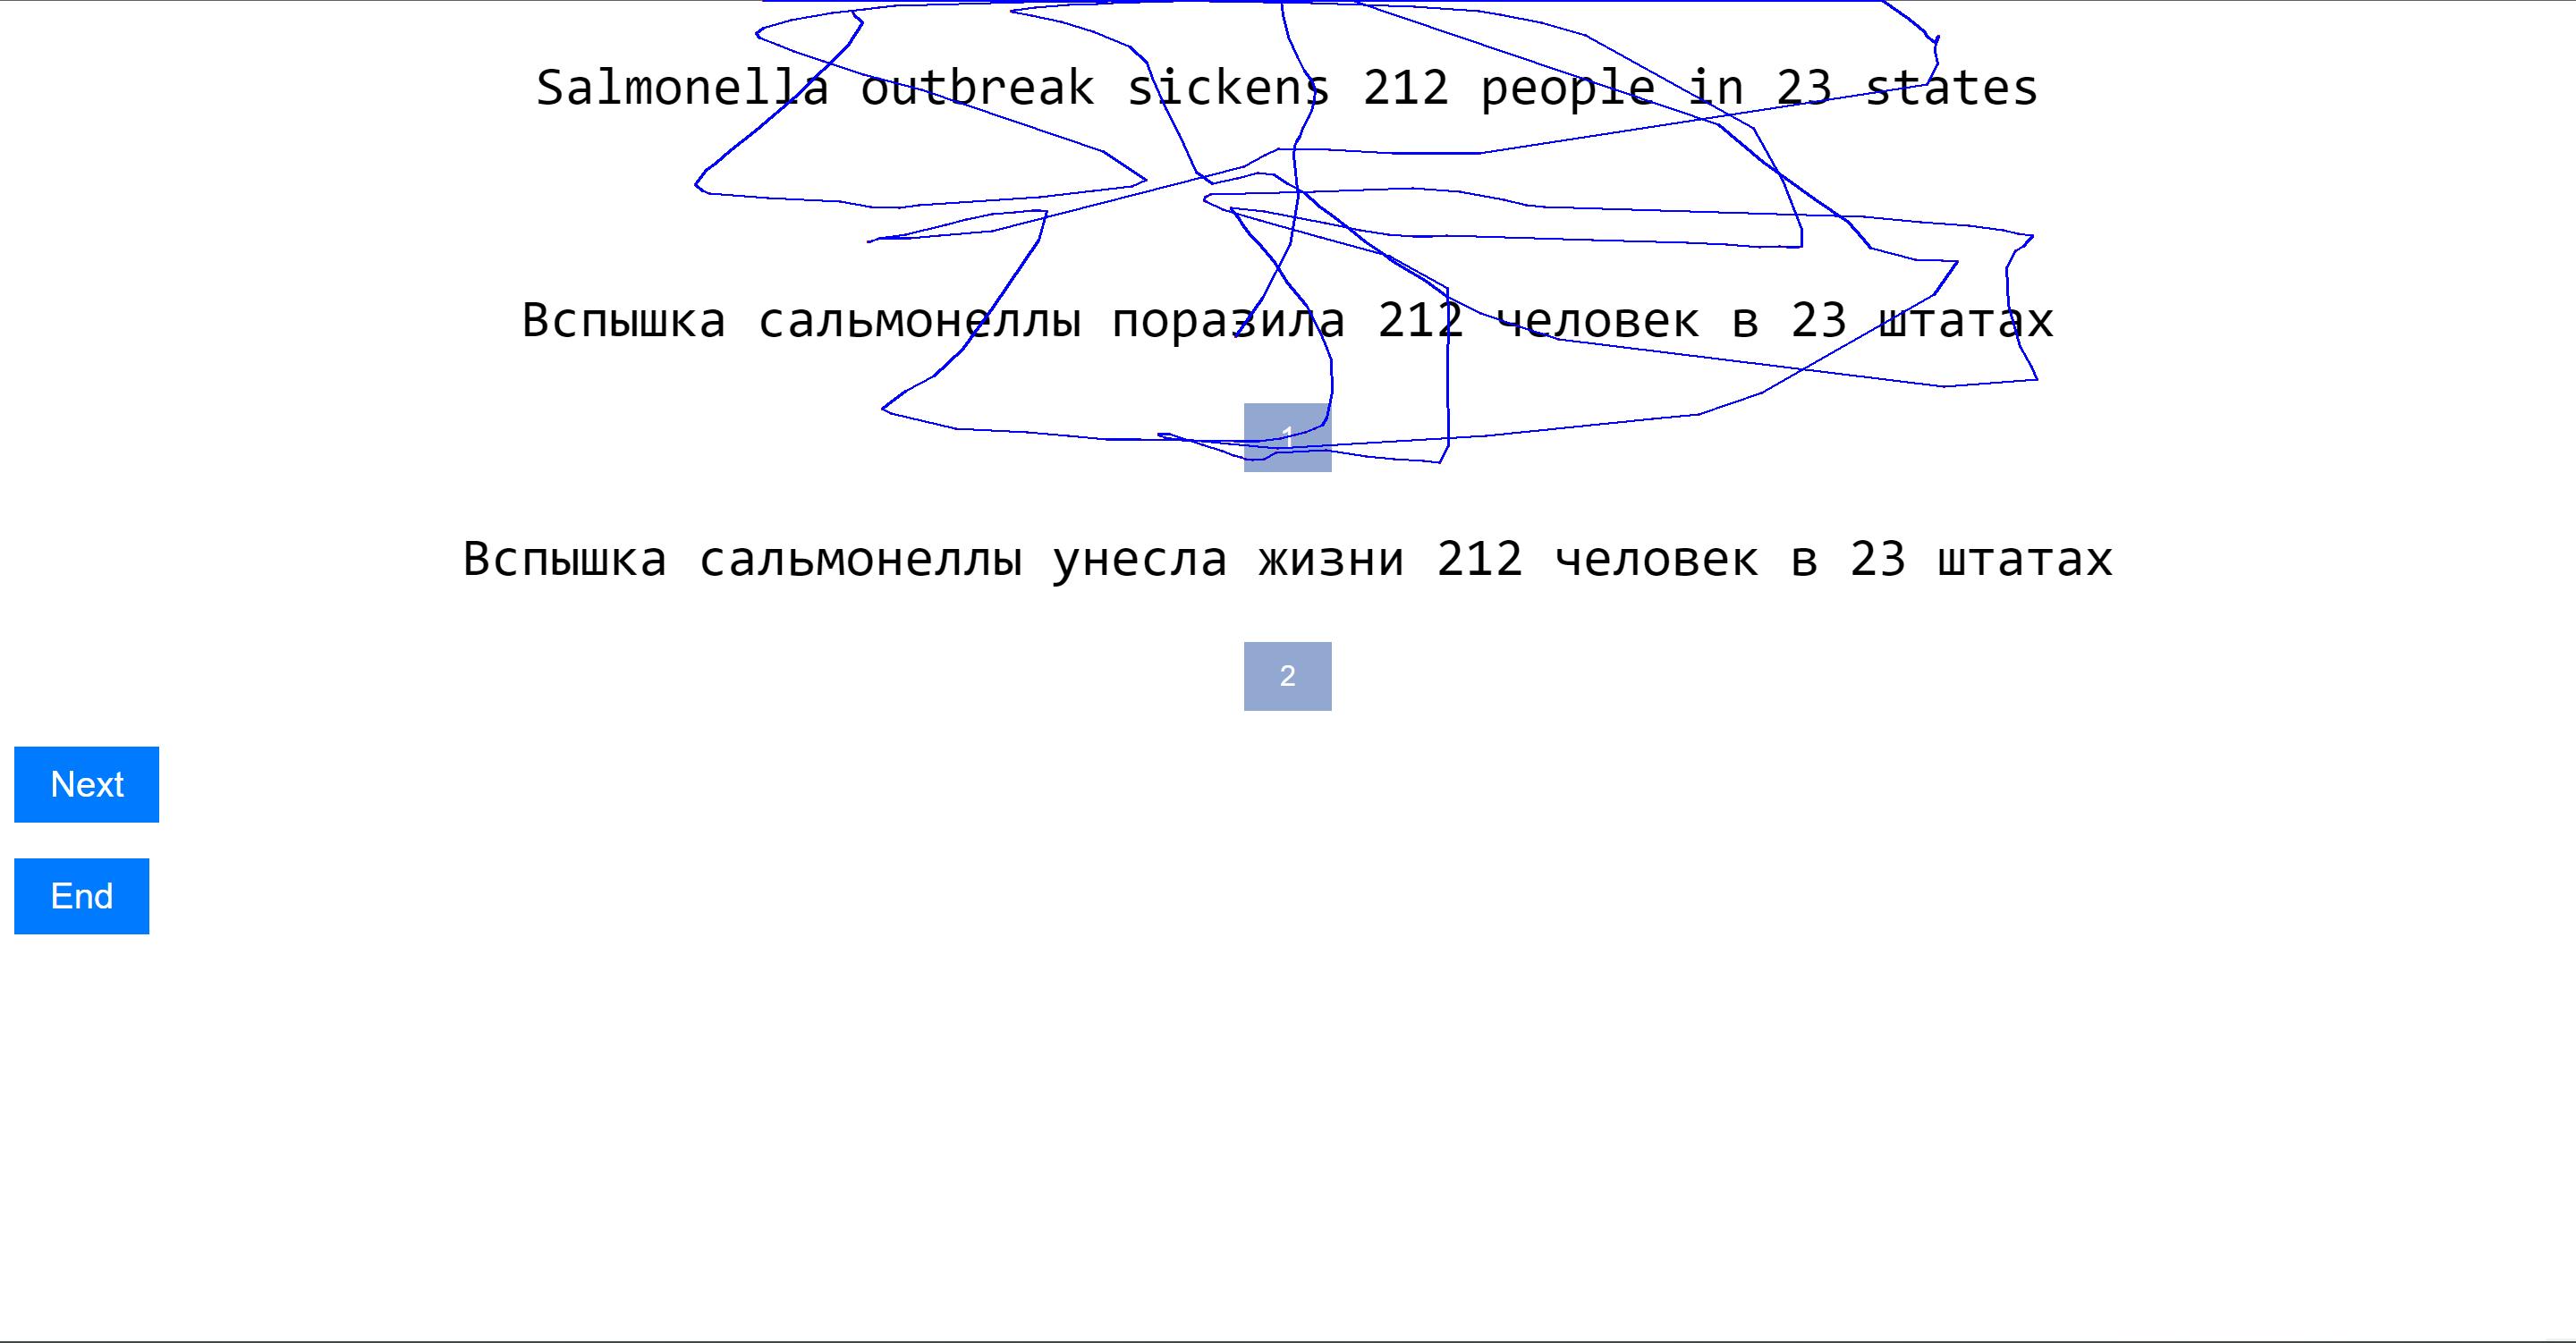 Salmonella outbreak sickens 212 people in 23 states
Вспышка сальмонеллы поразила 212 человек в 23 штатах
1
Вспышка сальмонеллы унесла жизни 212 человек в 23 штатах
2
Next
End